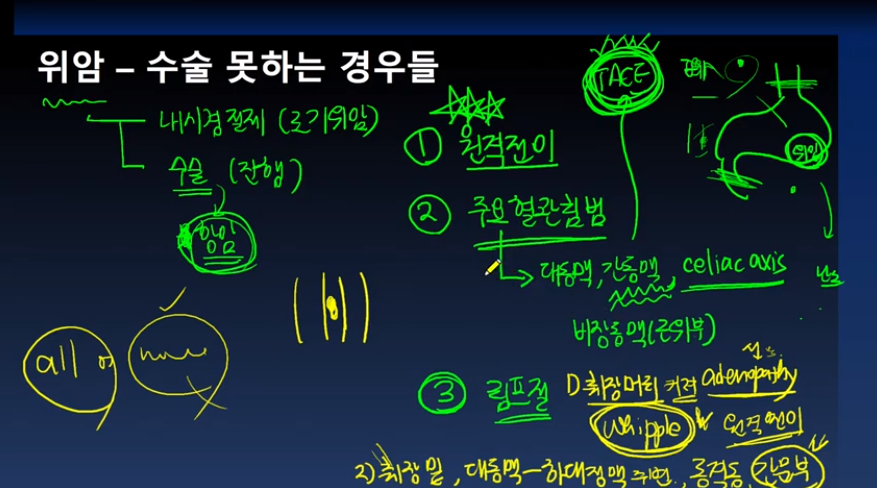 위암 – 수술 못하는 경우들
내시경절제 (조기위암)
수술 (진행)
항암
all or none
TACE
① 원격전이
② 주요혈관침범
대동맥, 간동맥, celiac axis
비장동맥(근위부)
③ 림프절
① 췌장머리 커져 adenopathy
whipple
원격전이
2) 췌장 밑, 대동맥–하대정맥 주변, 종격동, 간문부
위암